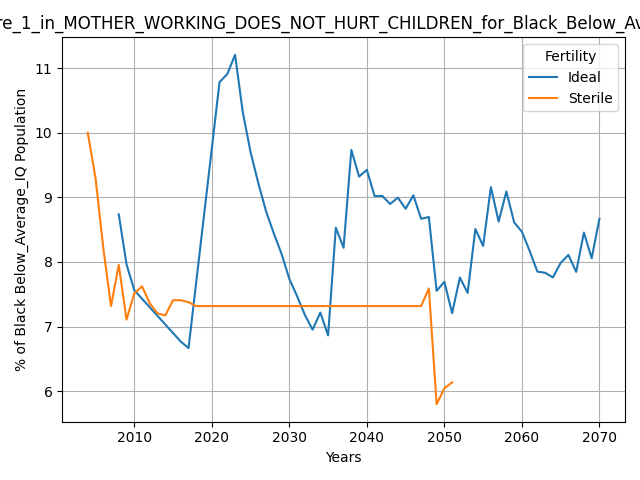 re_1_in_MOTHER_WORKING_DOES_NOT_HURT_CHILDREN_for_Black_Below_Av
% of Black Below_Average_IQ Population
11
10
9
8
7
6
Fertility
Ideal
Sterile
2010 2020 2030 2040 2050 2060 2070
Years